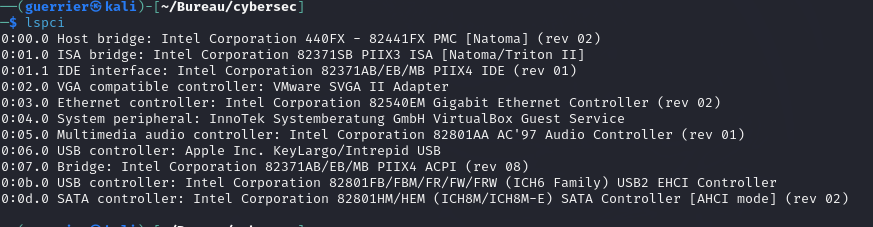 ──(guerrier㉿kali)-[~/Bureau/cybersec]
─$ lspci
0:00.0 Host bridge: Intel Corporation 440FX - 82441FX PMC [Natoma] (rev 02)
0:01.0 ISA bridge: Intel Corporation 82371SB PIIX3 ISA [Natoma/Triton II]
0:01.1 IDE interface: Intel Corporation 82371AB/EB/MB PIIX4 IDE (rev 01)
0:02.0 VGA compatible controller: VMware SVGA II Adapter
0:03.0 Ethernet controller: Intel Corporation 82540EM Gigabit Ethernet Controller (rev 02)
0:04.0 System peripheral: InnoTek Systemberatung GmbH VirtualBox Guest Service
0:05.0 Multimedia audio controller: Intel Corporation 82801AA AC'97 Audio Controller (rev 01)
0:06.0 USB controller: Apple Inc. KeyLargo/Intrepid USB
0:07.0 Bridge: Intel Corporation 82371AB/EB/MB PIIX4 ACPI (rev 08)
0:0b.0 USB controller: Intel Corporation 82801FB/FBM/FR/FW/FRW (ICH6 Family) USB2 EHCI Controller
0:0d.0 SATA controller: Intel Corporation 82801HM/HEM (ICH8M/ICH8M-E) SATA Controller [AHCI mode] (rev 02)